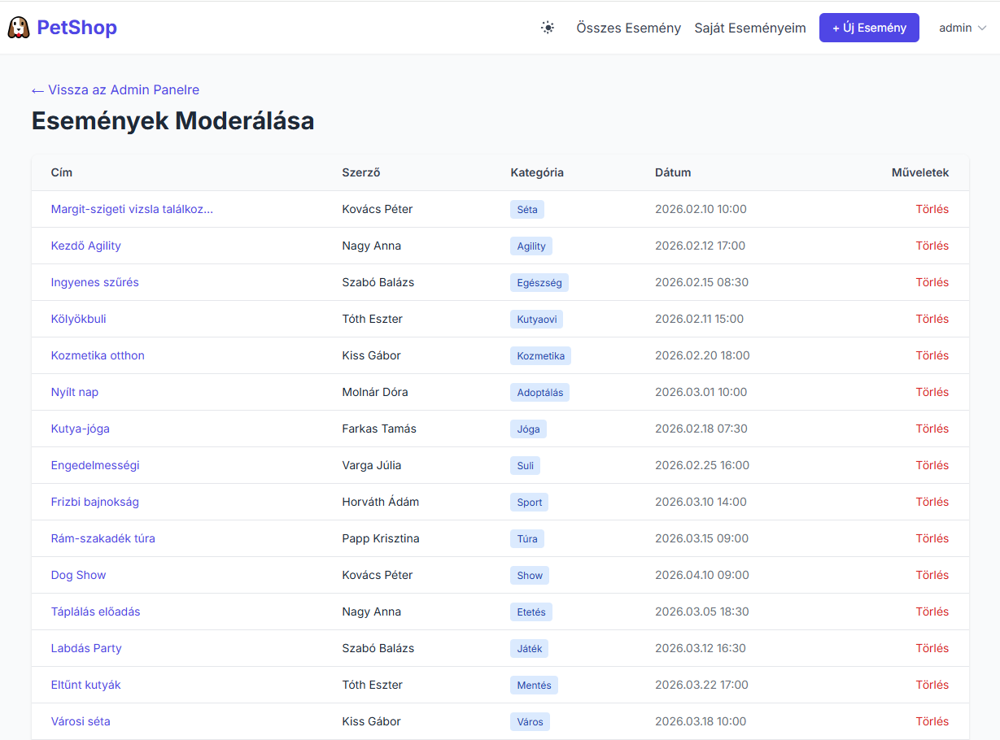 PetShop
Összes Esemény Saját Eseményeim + Új Esemény admin
← Vissza az Admin Panelre
Események Moderálása
Cím Szerző Kategória Dátum Műveletek
Margit-szigeti vizsla találkoz... Kovács Péter Séta 2026.02.10 10:00 Törlés
Kezdő Agility Nagy Anna Agility 2026.02.12 17:00 Törlés
Ingyenes szűrés Szabó Balázs Egészség 2026.02.15 08:30 Törlés
Kölyökbuli Tóth Eszter Kutyaovi 2026.02.11 15:00 Törlés
Kozmetika otthon Kiss Gábor Kozmetika 2026.02.20 18:00 Törlés
Nyílt nap Molnár Dóra Adoptálás 2026.03.01 10:00 Törlés
Kutya-jóga Farkas Tamás Jóga 2026.02.18 07:30 Törlés
Engedelmességi Varga Júlia Suli 2026.02.25 16:00 Törlés
Frizbi bajnokság Horváth Ádám Sport 2026.03.10 14:00 Törlés
Rám-szakadék túra Papp Krisztina Túra 2026.03.15 09:00 Törlés
Dog Show Kovács Péter Show 2026.04.10 09:00 Törlés
Táplálás előadás Nagy Anna Etetés 2026.03.05 18:30 Törlés
Labdás Party Szabó Balázs Játék 2026.03.12 16:30 Törlés
Eltűnt kutyák Tóth Eszter Mentés 2026.03.22 17:00 Törlés
Városi séta Kiss Gábor Város 2026.03.18 10:00 Törlés